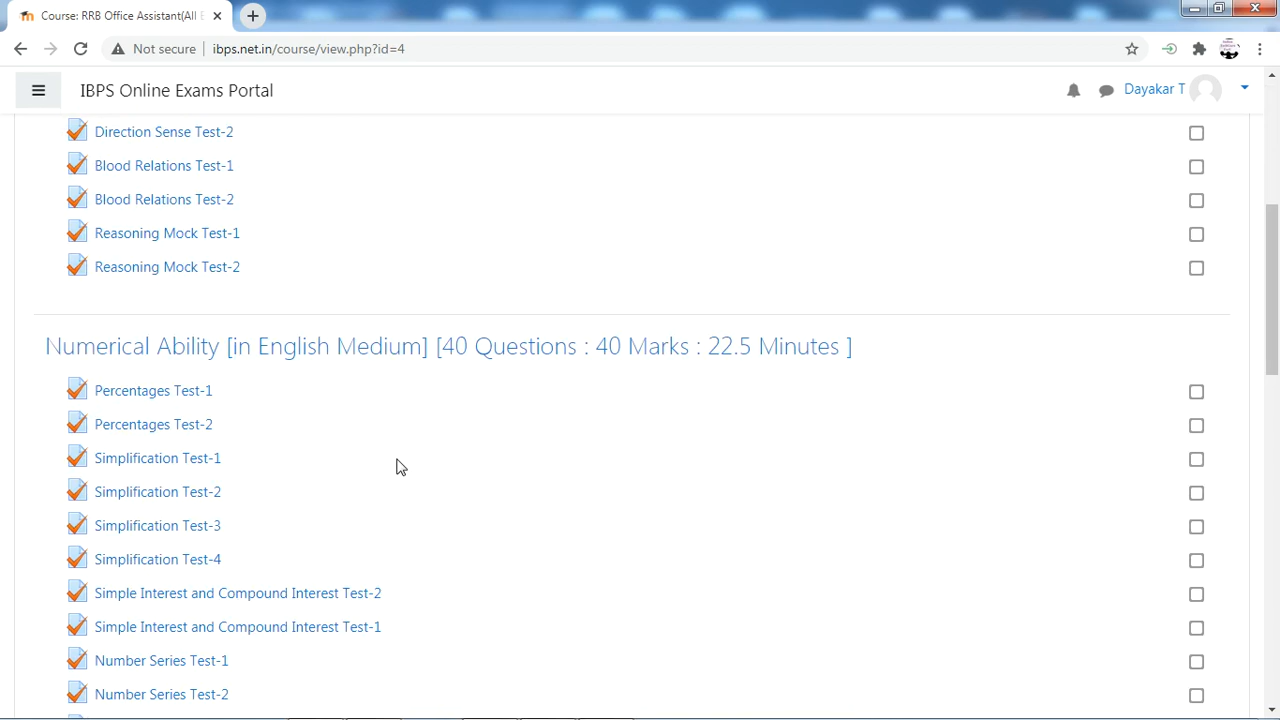 Course: RRB Office Assistant(All
Not secure
ibps.net.in/course/view.php?id=4
IBPS Online Exams Portal
Dayakar T
Direction Sense Test-2
Blood Relations Test-1
Blood Relations Test-2
Reasoning Mock Test-1
Reasoning Mock Test-2
Numerical Ability [in English Medium] [40 Questions : 40 Marks : 22.5 Minutes ]
Percentages Test-1
Percentages Test-2
Simplification Test-1
Simplification Test-2
Simplification Test-3
Simplification Test-4
Simple Interest and Compound Interest Test-2
Simple Interest and Compound Interest Test-1
Number Series Test-1
Number Series Test-2